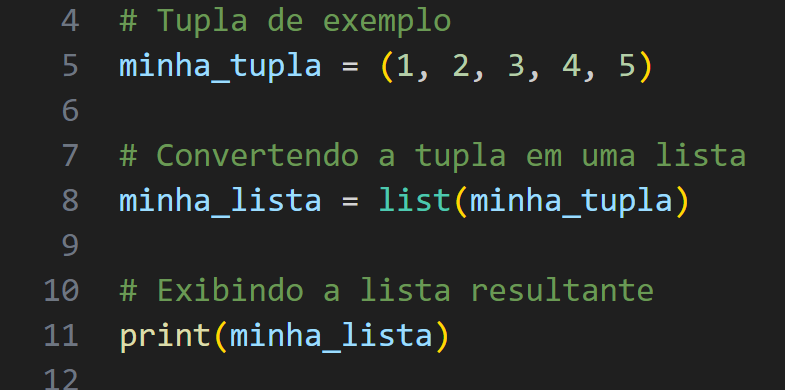 4 # Tupla de exemplo
5 minha_tupla = (1, 2, 3, 4, 5)
6
7 # Convertendo a tupla em uma lista
8 minha_lista = list(minha_tupla)
9
10 # Exibindo a lista resultante
11 print(minha_lista)
12